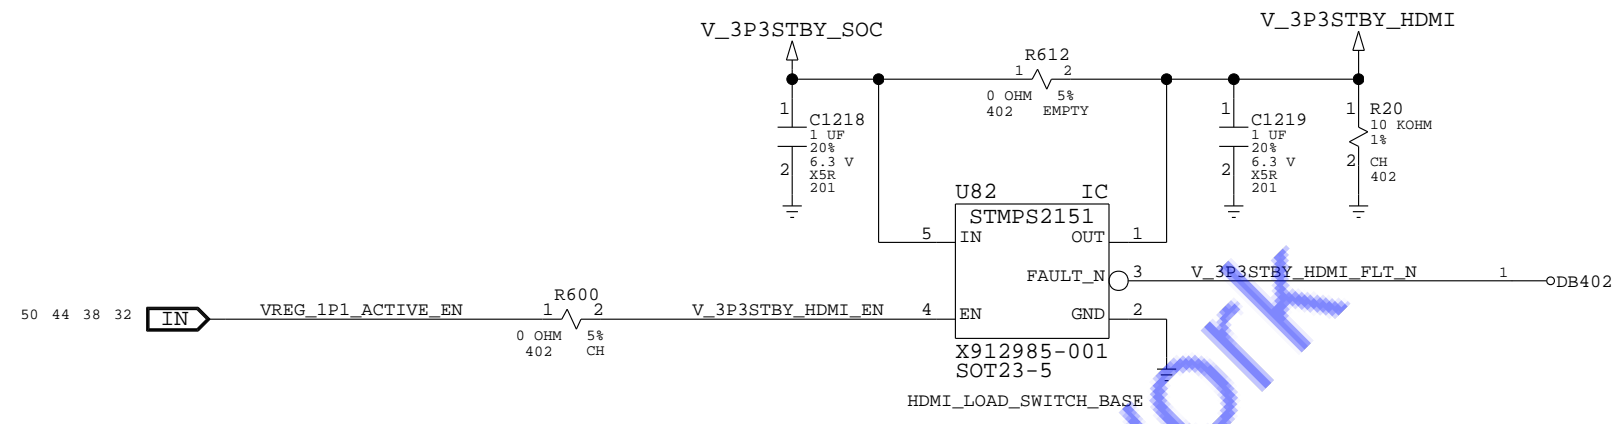 V_3P3STBY_SOC
V_3P3STBY_HDMI
R612
1 2
0 OHM 5%
402 EMPTY
1
C1218
1 UF
20%
6.3 V
X5R
201
2
1
C1219
1 UF
20%
6.3 V
X5R
201
2
1
R20
10 KOHM
1%
CH
402
2
U82 IC
STMPS2151
5 IN OUT 1
FAULT_N 3 V_3P3STBY_HDMI_FLT_N 1 DB402
50 44 38 32 IN VREG_1P1_ACTIVE_EN 1 R600 2 V_3P3STBY_HDMI_EN 4 EN GND 2
0 OHM 5%
402 CH
X912985-001
SOT23-5
HDMI_LOAD_SWITCH_BASE